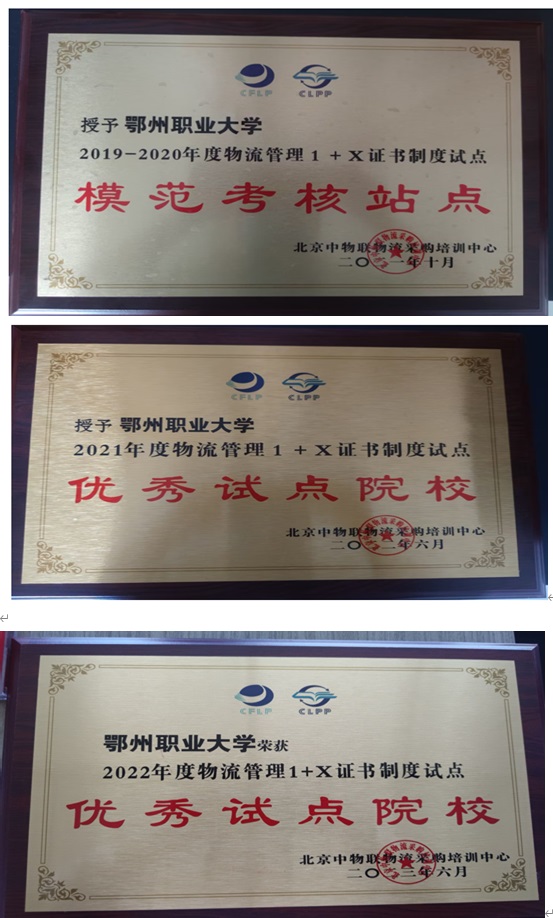 CFLP CLPP
授予 鄂州职业大学
2019-2020年度物流管理1+X证书制度试点
模范考核站点
北京中物联物流采购培训中心
二〇二一年十月
CFLP CLPP
授予 鄂州职业大学
2021年度物流管理1+X证书制度试点
优秀试点院校
北京中物联物流采购培训中心
二〇二二年六月
CFLP CLPP
鄂州职业大学荣获
2022年度物流管理1+X证书制度试点
优秀试点院校
北京中物联物流采购培训中心
二〇二三年六月